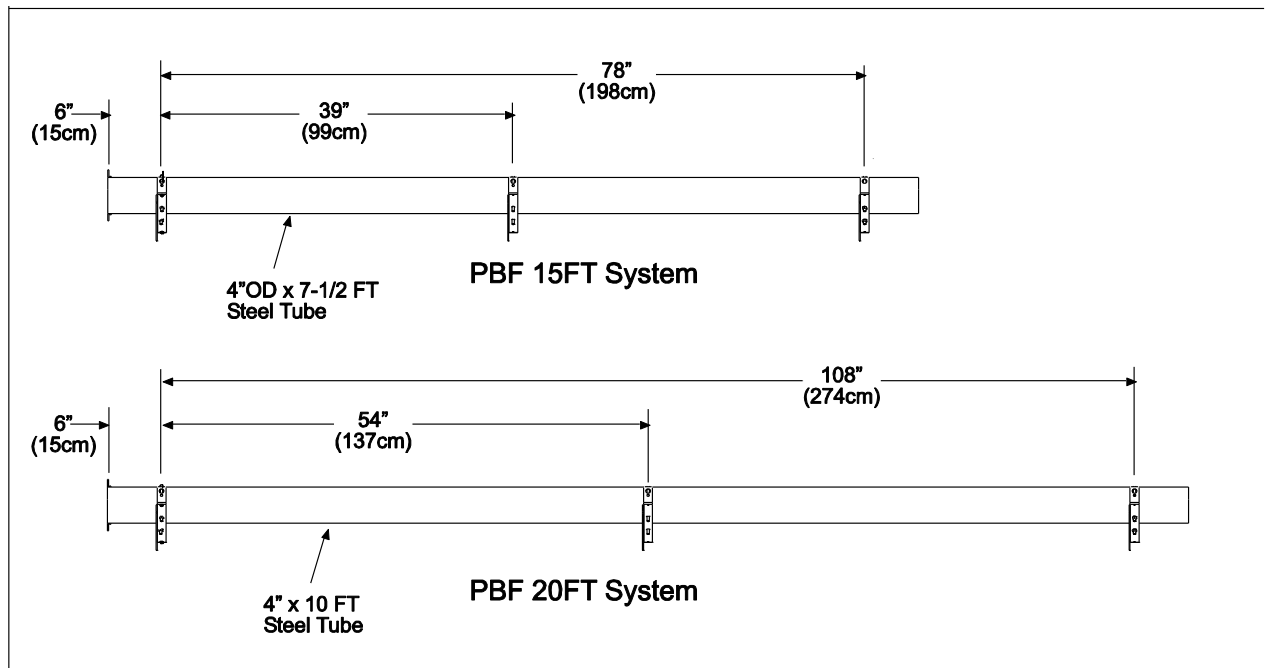 78”
(198cm)
6”
(15cm)
39”
(99cm)
4”OD x 7-1/2 FT
Steel Tube
PBF 15FT System
108”
(274cm)
6”
(15cm)
54”
(137cm)
4” x 10 FT
Steel Tube
PBF 20FT System